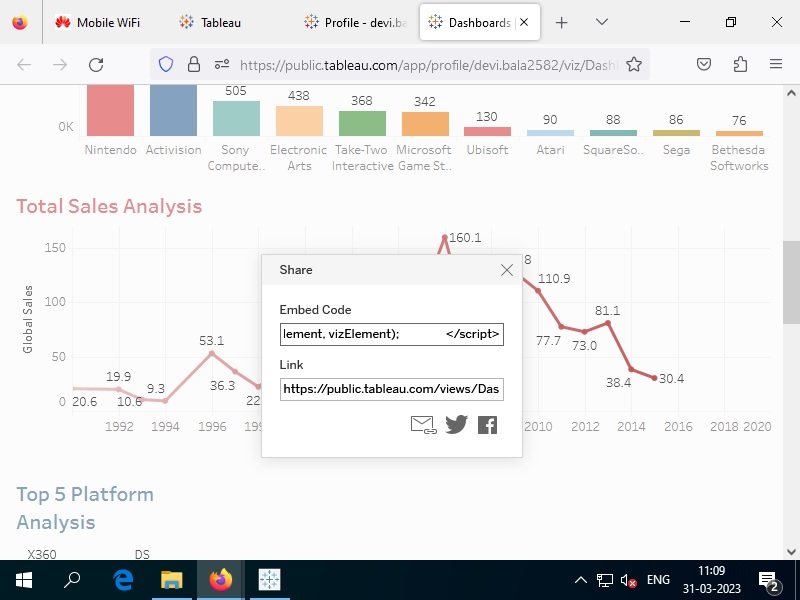 Mobile WiFi
Tableau
Profile - devi.ba
Dashboards
https://public.tableau.com/app/profile/devi.bala2582/viz/Dash
505
438
368
342
130
90
88
86
76
0K
Nintendo
Activision
Sony
Compute..
Electronic
Arts
Take-Two
Interactive
Microsoft
Game St..
Ubisoft
Atari
SquareSo..
Sega
Bethesda
Softworks
Total Sales Analysis
Global Sales
150
100
50
0
20.6
19.9
10.6
9.3
53.1
36.3
22
160.1
8
110.9
77.7
73.0
81.1
38.4
30.4
1992
1994
1996
199
2010
2012
2014
2016
2018
2020
Share
Embed Code
lement, vizElement); </script>
Link
https://public.tableau.com/views/Das
Top 5 Platform
Analysis
X360
DS
ENG
11:09
31-03-2023
2